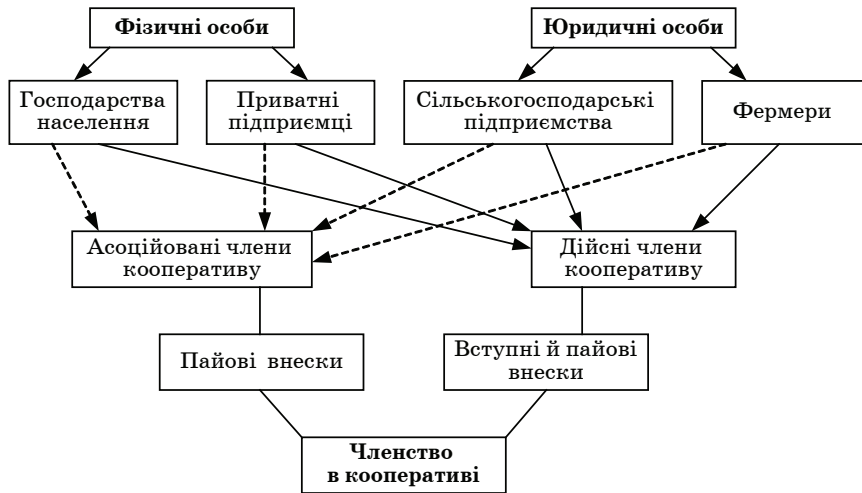 Фізичні особи
Юридичні особи
Господарства
населення
Приватні
підприємці
Сільськогосподарські
підприємства
Фермери
Асоційовані члени
кооперативу
Дійсні члени
кооперативу
Пайові внески
Вступні й пайові
внески
Членство
в кооперативі